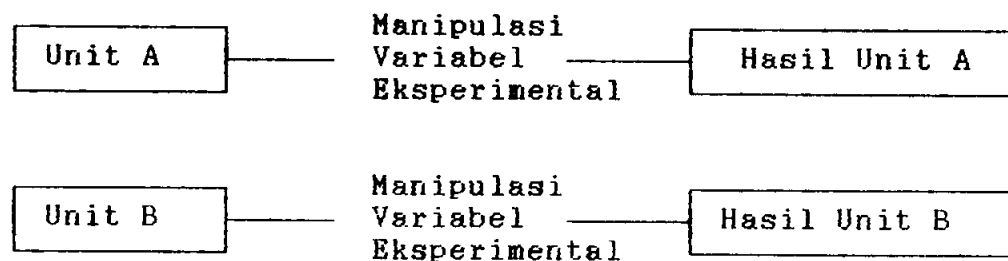 Manipulasi
Unit A Variabel Hasil Unit A
Eksperimental
Manipulasi
Unit B Variabel Hasil Unit B
Eksperimental